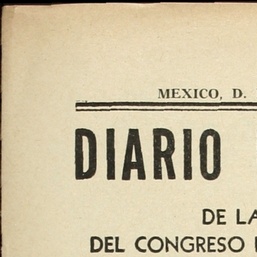 MEXICO, D.
DIARIO
DE LA
DEL CONGRESO